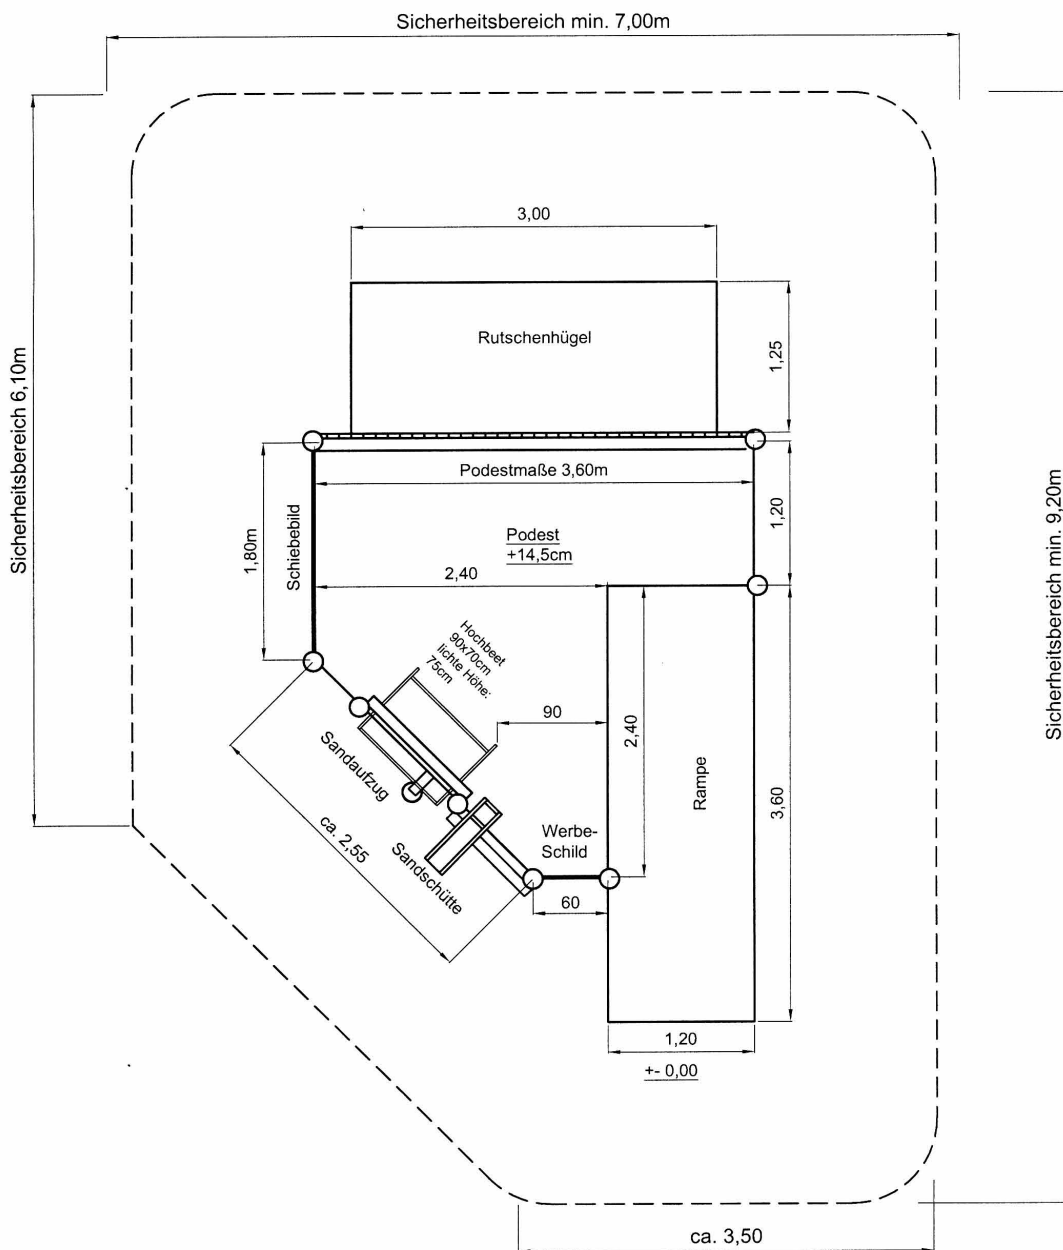 Sicherheitsbereich min. 7,00m
Sicherheitsbereich 6,10m
3,00
Rutschenhügel
1,25
Podestmaße 3,60m
1,20
1,80m
Schiebebild
Podest
+14,5cm
2,40
Hochbeet
90x70cm
lichte Höhe:
75cm
90
2,40
Rampe
3,60
Sicherheitsbereich min. 9,20m
Sandaufzug
ca. 2,55
Sandschütte
Werbe-
Schild
60
1,20
+- 0,00
ca. 3,50